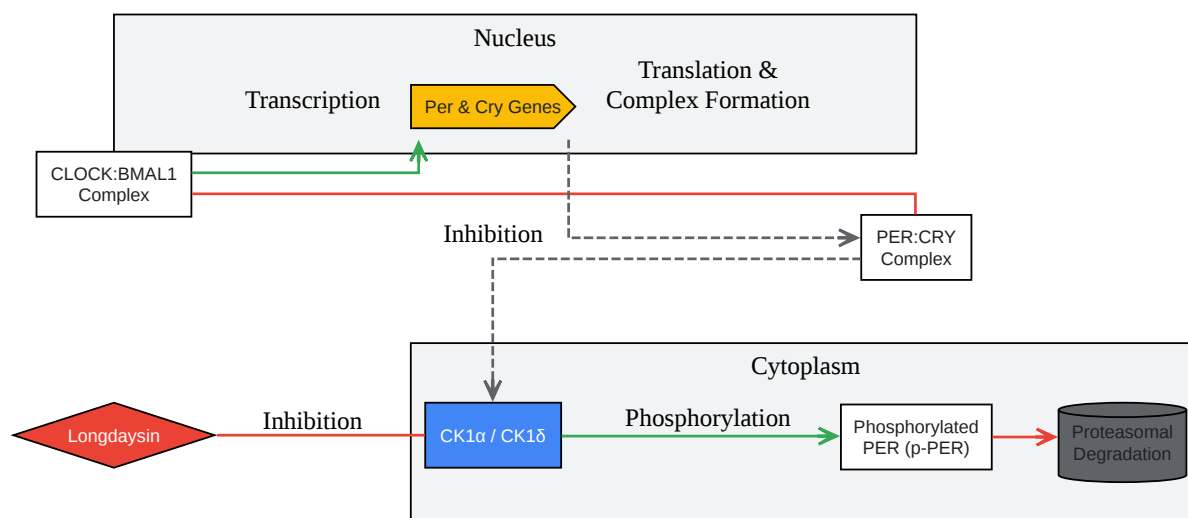 Nucleus
Transcription
Per & Cry Genes
Translation &
Complex Formation
CLOCK:BMAL1
Complex
Inhibition
PER:CRY
Complex
Cytoplasm
Longdaysin
Inhibition
CK1α / CK1δ
Phosphorylation
Phosphorylated
PER (p-PER)
Proteasomal
Degradation